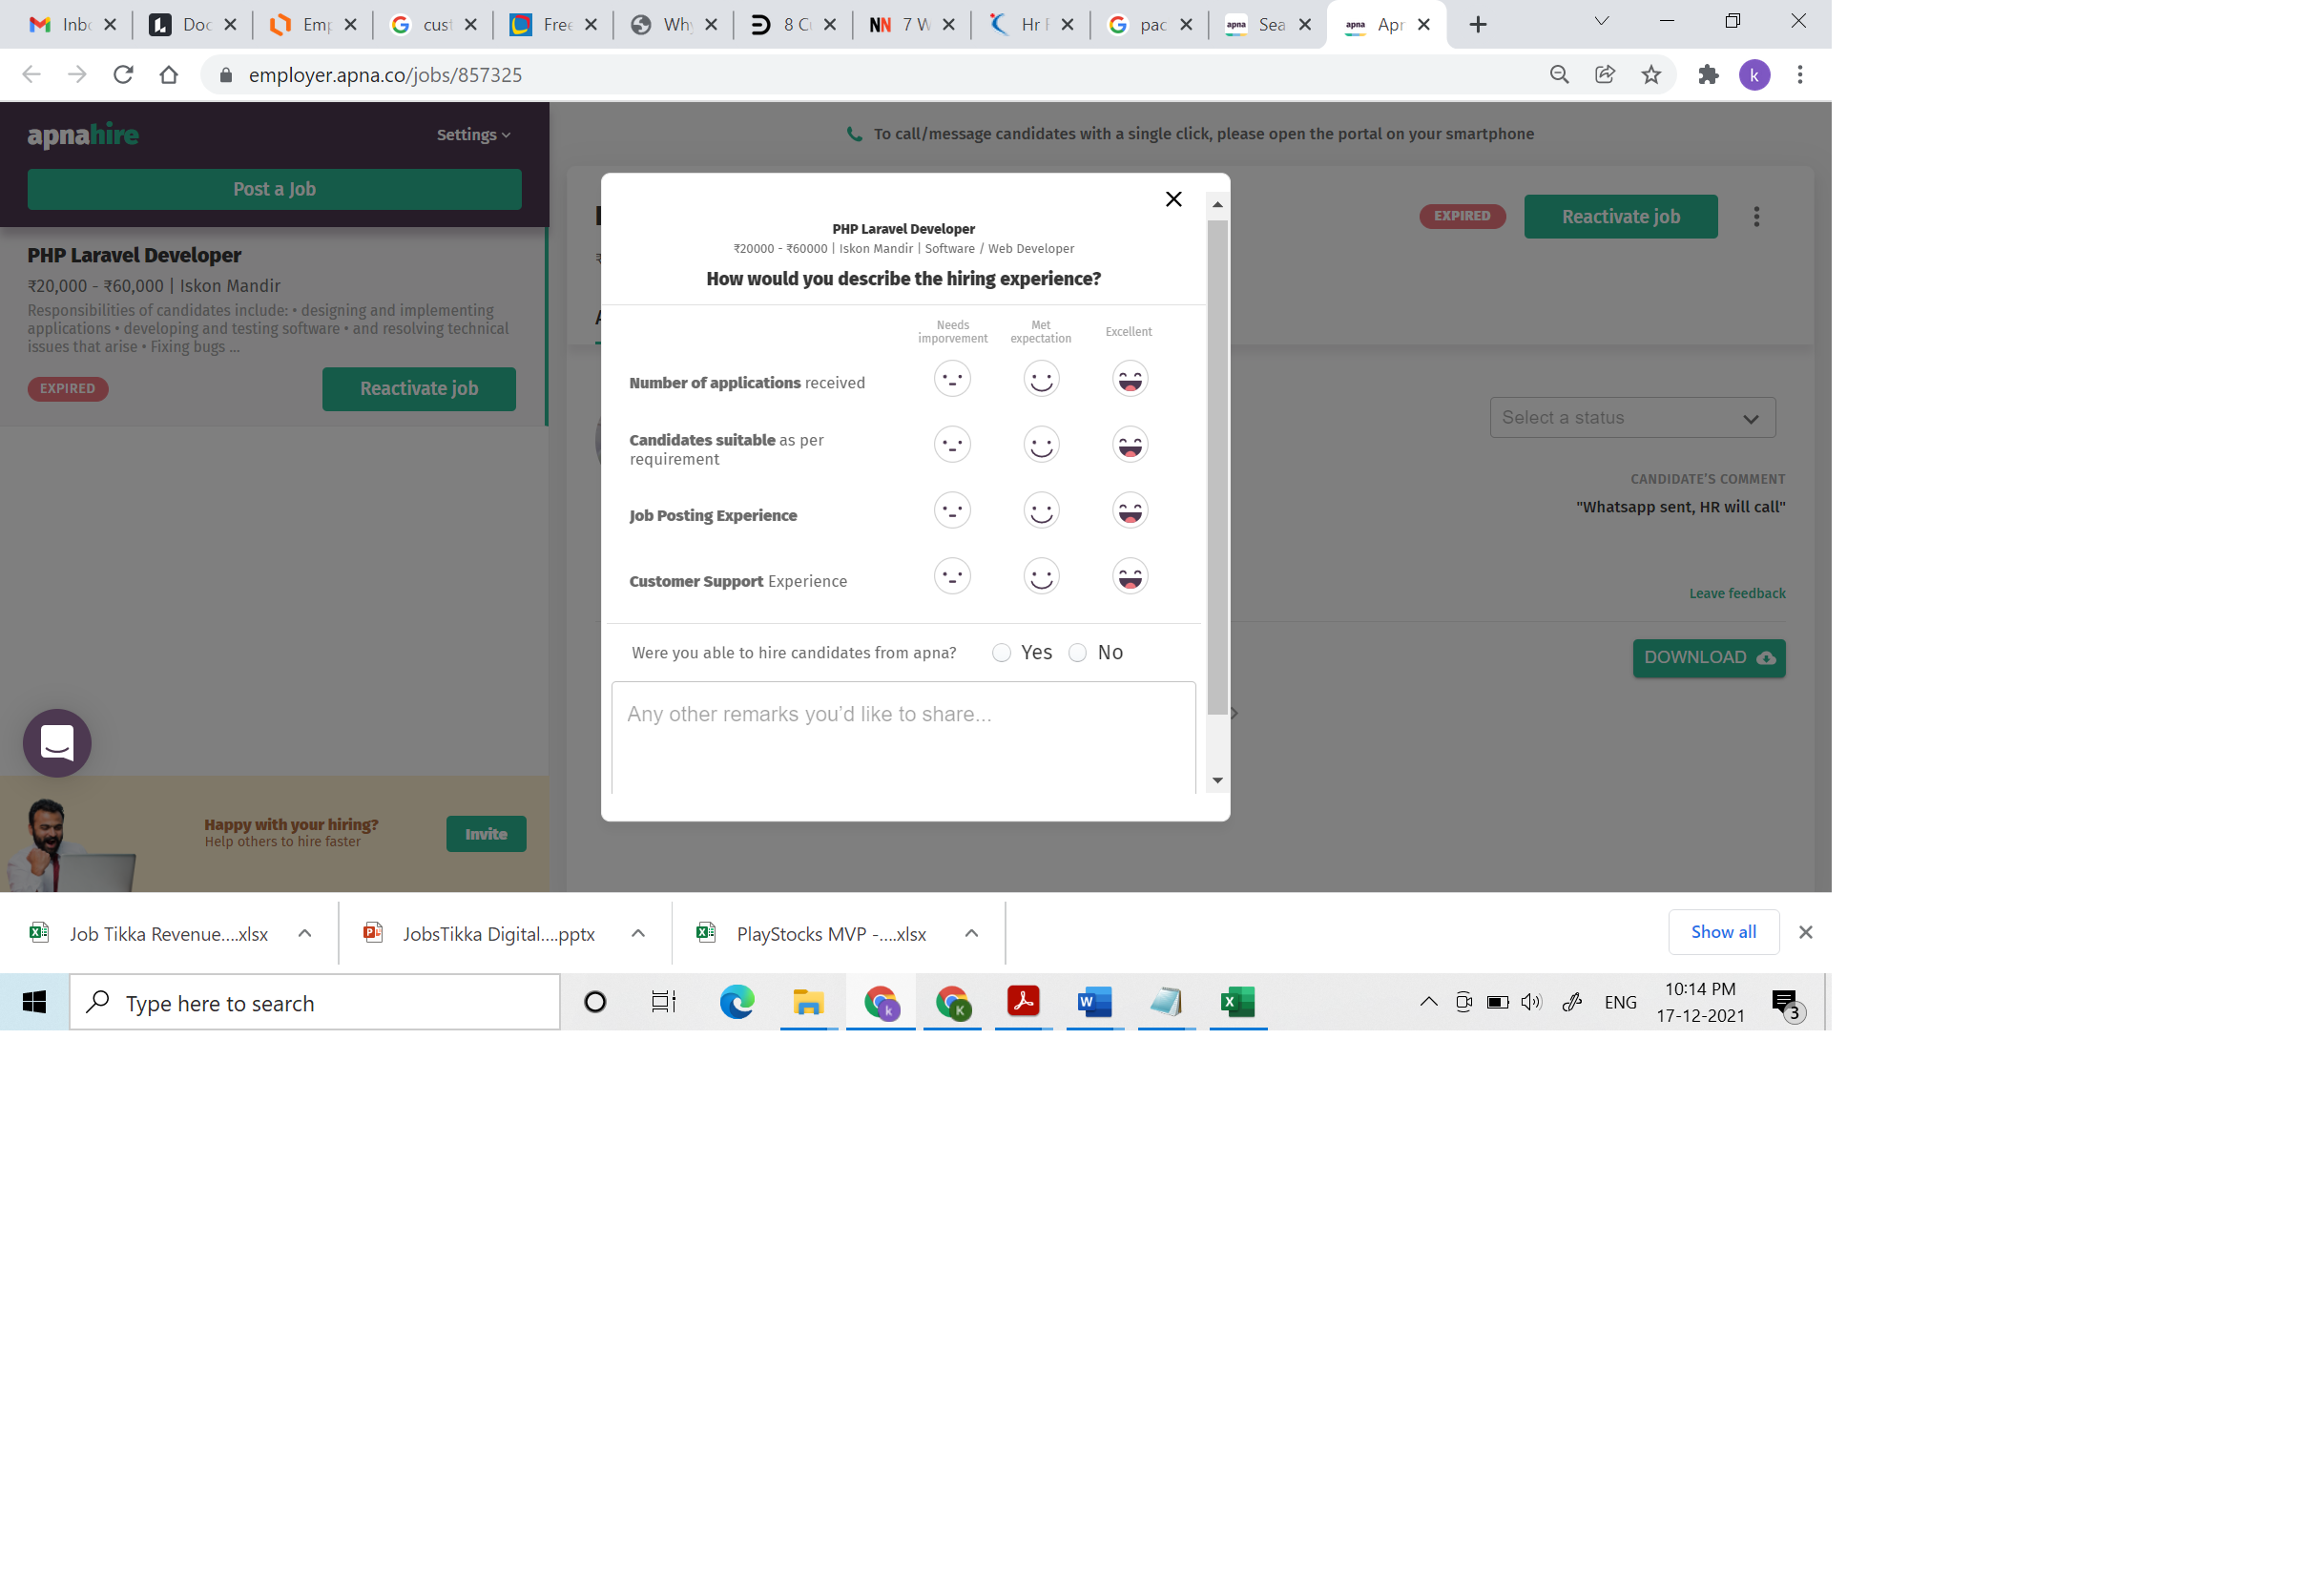 Inb
Doc
Emp
cust
Free
Why
8 C
NN 7 W
Hr F
pac
apna Sea
apna Apr
employer.apna.co/jobs/857325
k
apnahire
Settings
Post a Job
PHP Laravel Developer
₹20,000 - ₹60,000 | Iskon Mandir
Responsibilities of candidates include: • designing and implementing
applications • developing and testing software • and resolving technical
issues that arise • Fixing bugs ...
EXPIRED
Reactivate job
Happy with your hiring?
Help others to hire faster
Invite
To call/message candidates with a single click, please open the portal on your smartphone
EXPIRED
Reactivate job
Select a status
CANDIDATE'S COMMENT
"Whatsapp sent, HR will call"
Leave feedback
DOWNLOAD
PHP Laravel Developer
₹20000 - ₹60000 | Iskon Mandir | Software / Web Developer
How would you describe the hiring experience?
Needs
imporvement
Met
expectation
Excellent
Number of applications received
Candidates suitable as per
requirement
Job Posting Experience
Customer Support Experience
Were you able to hire candidates from apna?
Yes
No
Any other remarks you'd like to share...
Job Tikka Revenue....xlsx
JobsTikka Digital....pptx
PlayStocks MVP -....xlsx
Show all
Type here to search
ENG
10:14 PM
17-12-2021
3